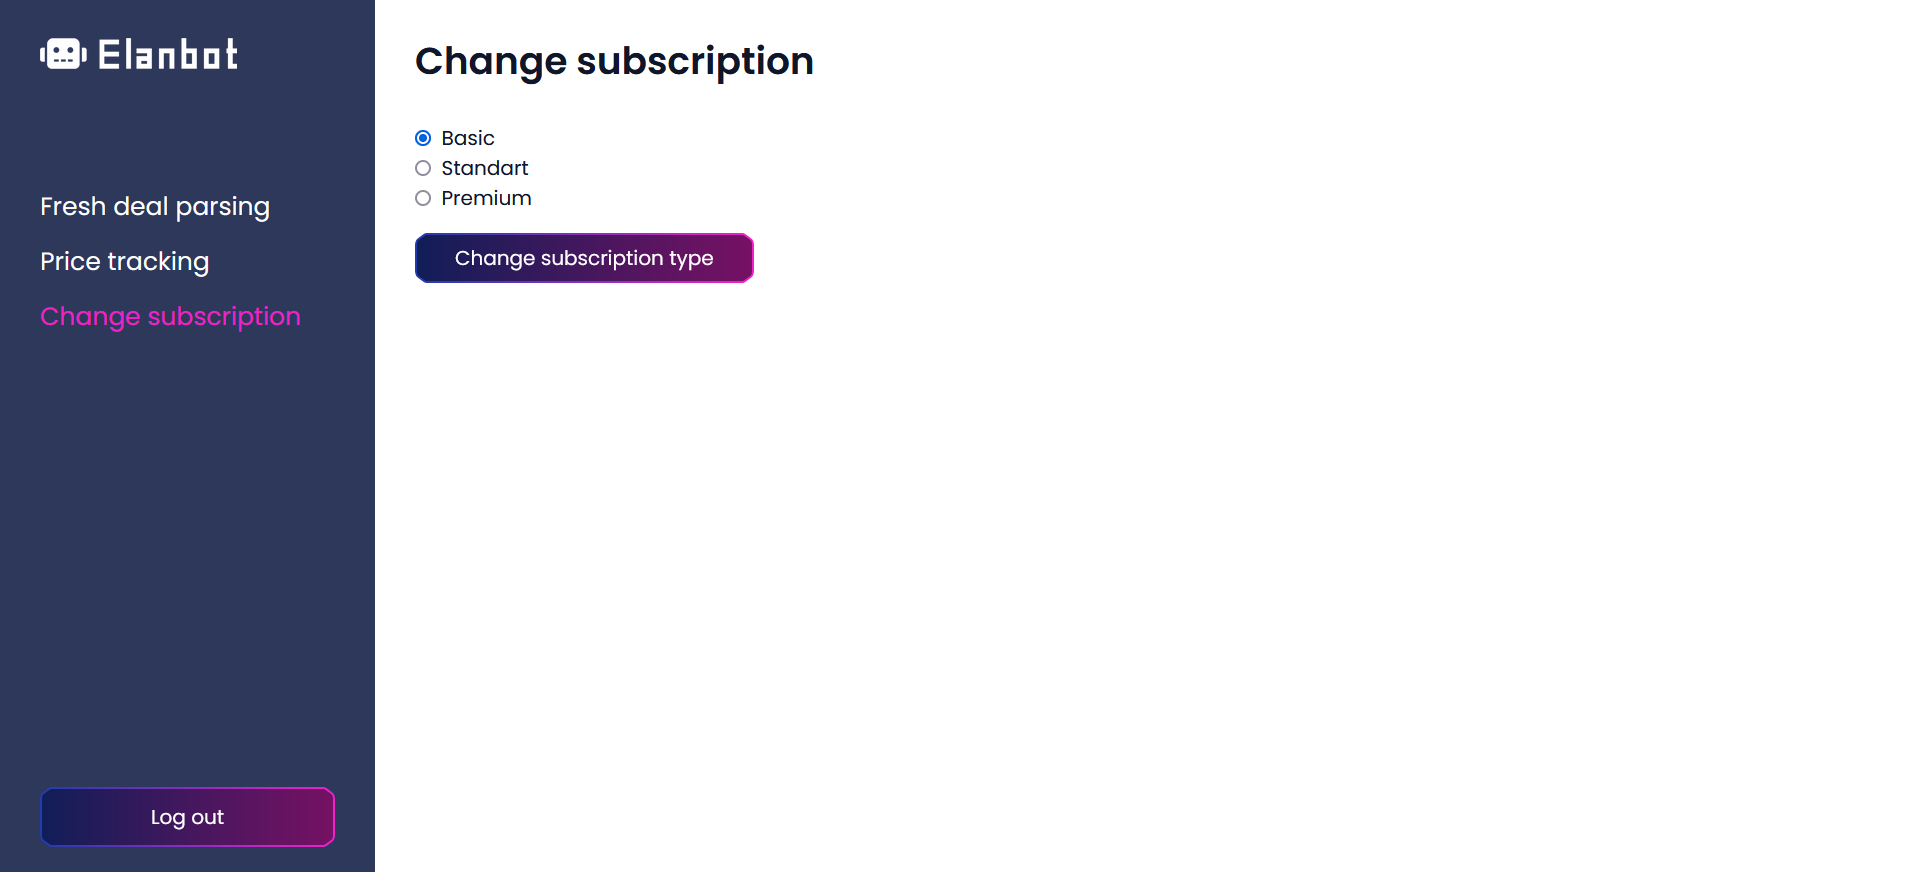 Elanbot
Fresh deal parsing
Price tracking
Change subscription
Log out
Change subscription
Basic
Standart
Premium
Change subscription type